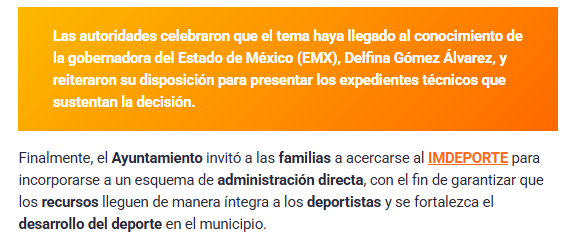 Las autoridades celebraron que el tema haya llegado al conocimiento de
la gobernadora del Estado de México (EMX), Delfina Gómez Álvarez, y
reiteraron su disposición para presentar los expedientes técnicos que
sustentan la decisión.
Finalmente, el Ayuntamiento invitó a las familias a acercarse al IMDEPORTE para
incorporarse a un esquema de administración directa, con el fin de garantizar que
los recursos lleguen de manera íntegra a los deportistas y se fortalezca el
desarrollo del deporte en el municipio.